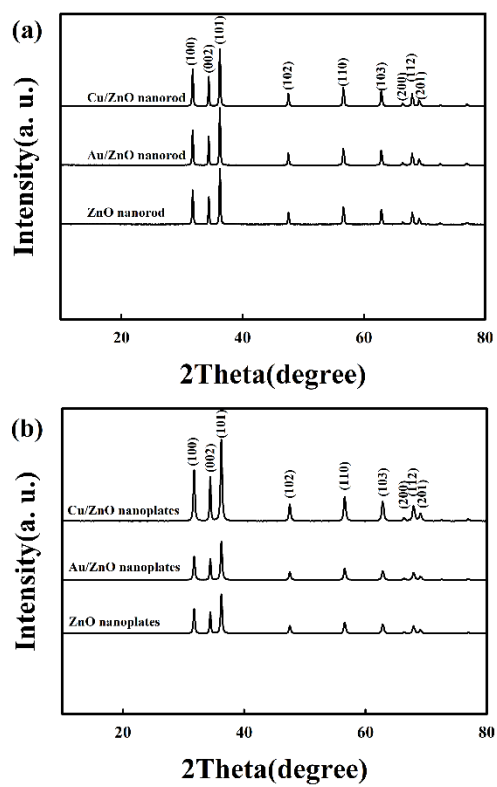 (a)
Intensity(a. u.)
(100)
(002)
(101)
(102)
(110)
(103)
(200)
(112)
(201)
Cu/ZnO nanorod
Au/ZnO nanorod
ZnO nanorod
20
40
60
80
2Theta(degree)
(b)
Intensity(a. u.)
(100)
(002)
(101)
(102)
(110)
(103)
(200)
(112)
(201)
Cu/ZnO nanoplates
Au/ZnO nanoplates
ZnO nanoplates
20
40
60
80
2Theta(degree)